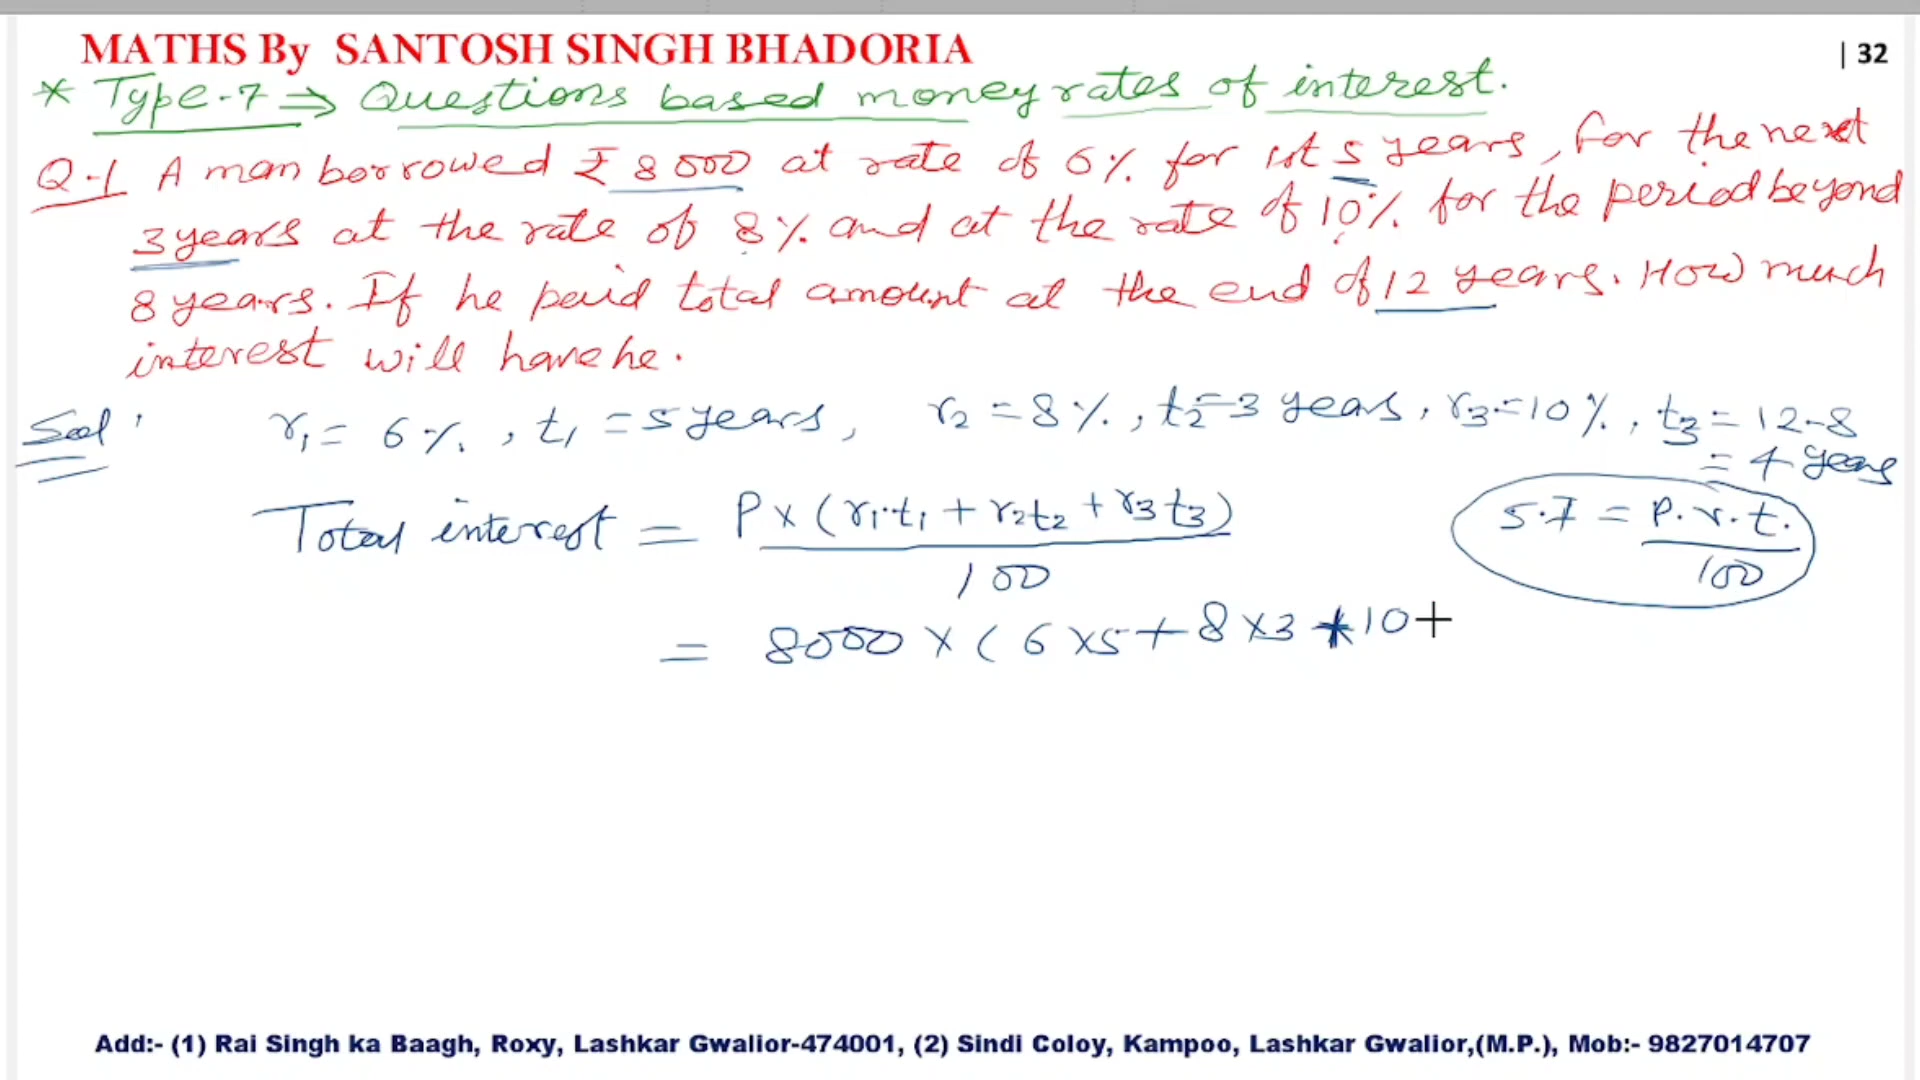 MATHS By SANTOSH SINGH BHADORIA
| 32
* Type-7 ⇒ Questions based money rates of interest.
Q-1 A man borrowed ₹ 8000 at rate of 6% for 1st 5 years, for the next
3 years at the rate of 8% and at the rate of 10% for the period beyond
8 years. If he paid total amount at the end of 12 years. How much
interest will have he.
Sol' r1 = 6%, t1 = 5 years, r2 = 8%, t2 = 3 years, r3 = 10%, t3 = 12-8
= 4 years
Total interest = P x (r1.t1 + r2t2 + r3t3)
100
S.I = P.r.t.
100
= 8000 x ( 6 x5 + 8 x3 + 10
Add:- (1) Rai Singh ka Baagh, Roxy, Lashkar Gwalior-474001, (2) Sindi Coloy, Kampoo, Lashkar Gwalior,(M.P.), Mob:- 9827014707